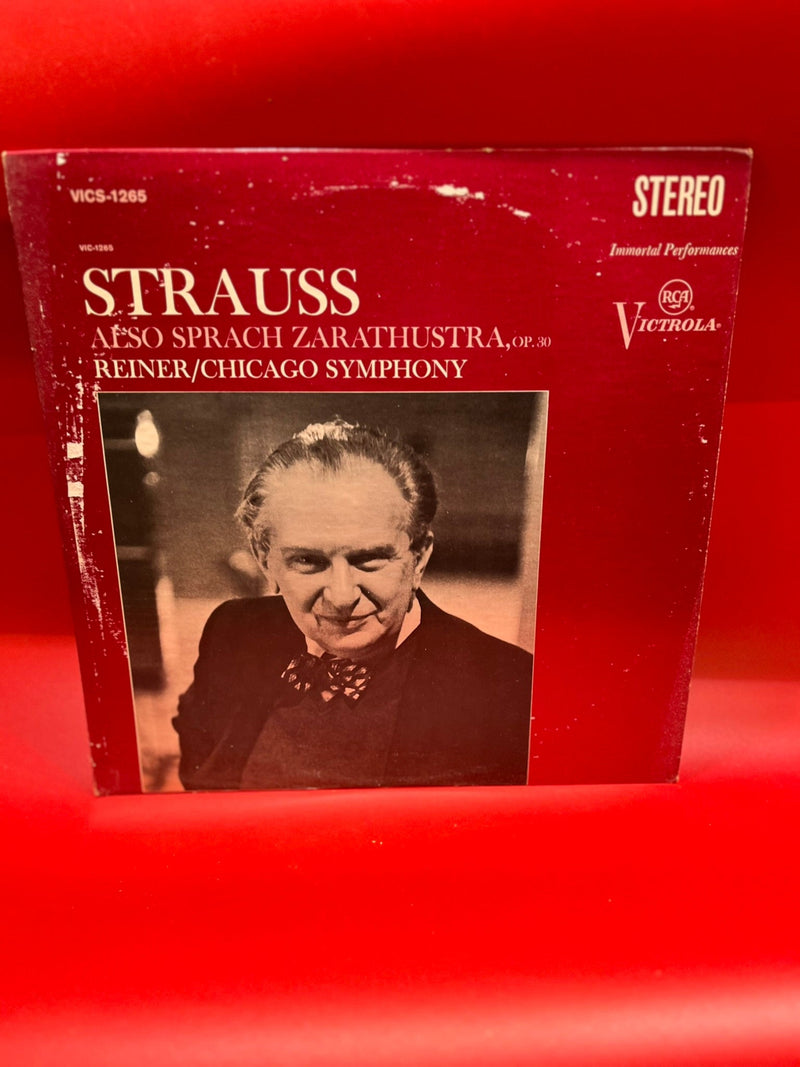 VICS-1265
STEREO
VIC-1265
Immortal Performances
STRAUSS
RCA
VICTROLA®
ALSO SPRACH ZARATHUSTRA, OP. 30
REINER/CHICAGO SYMPHONY